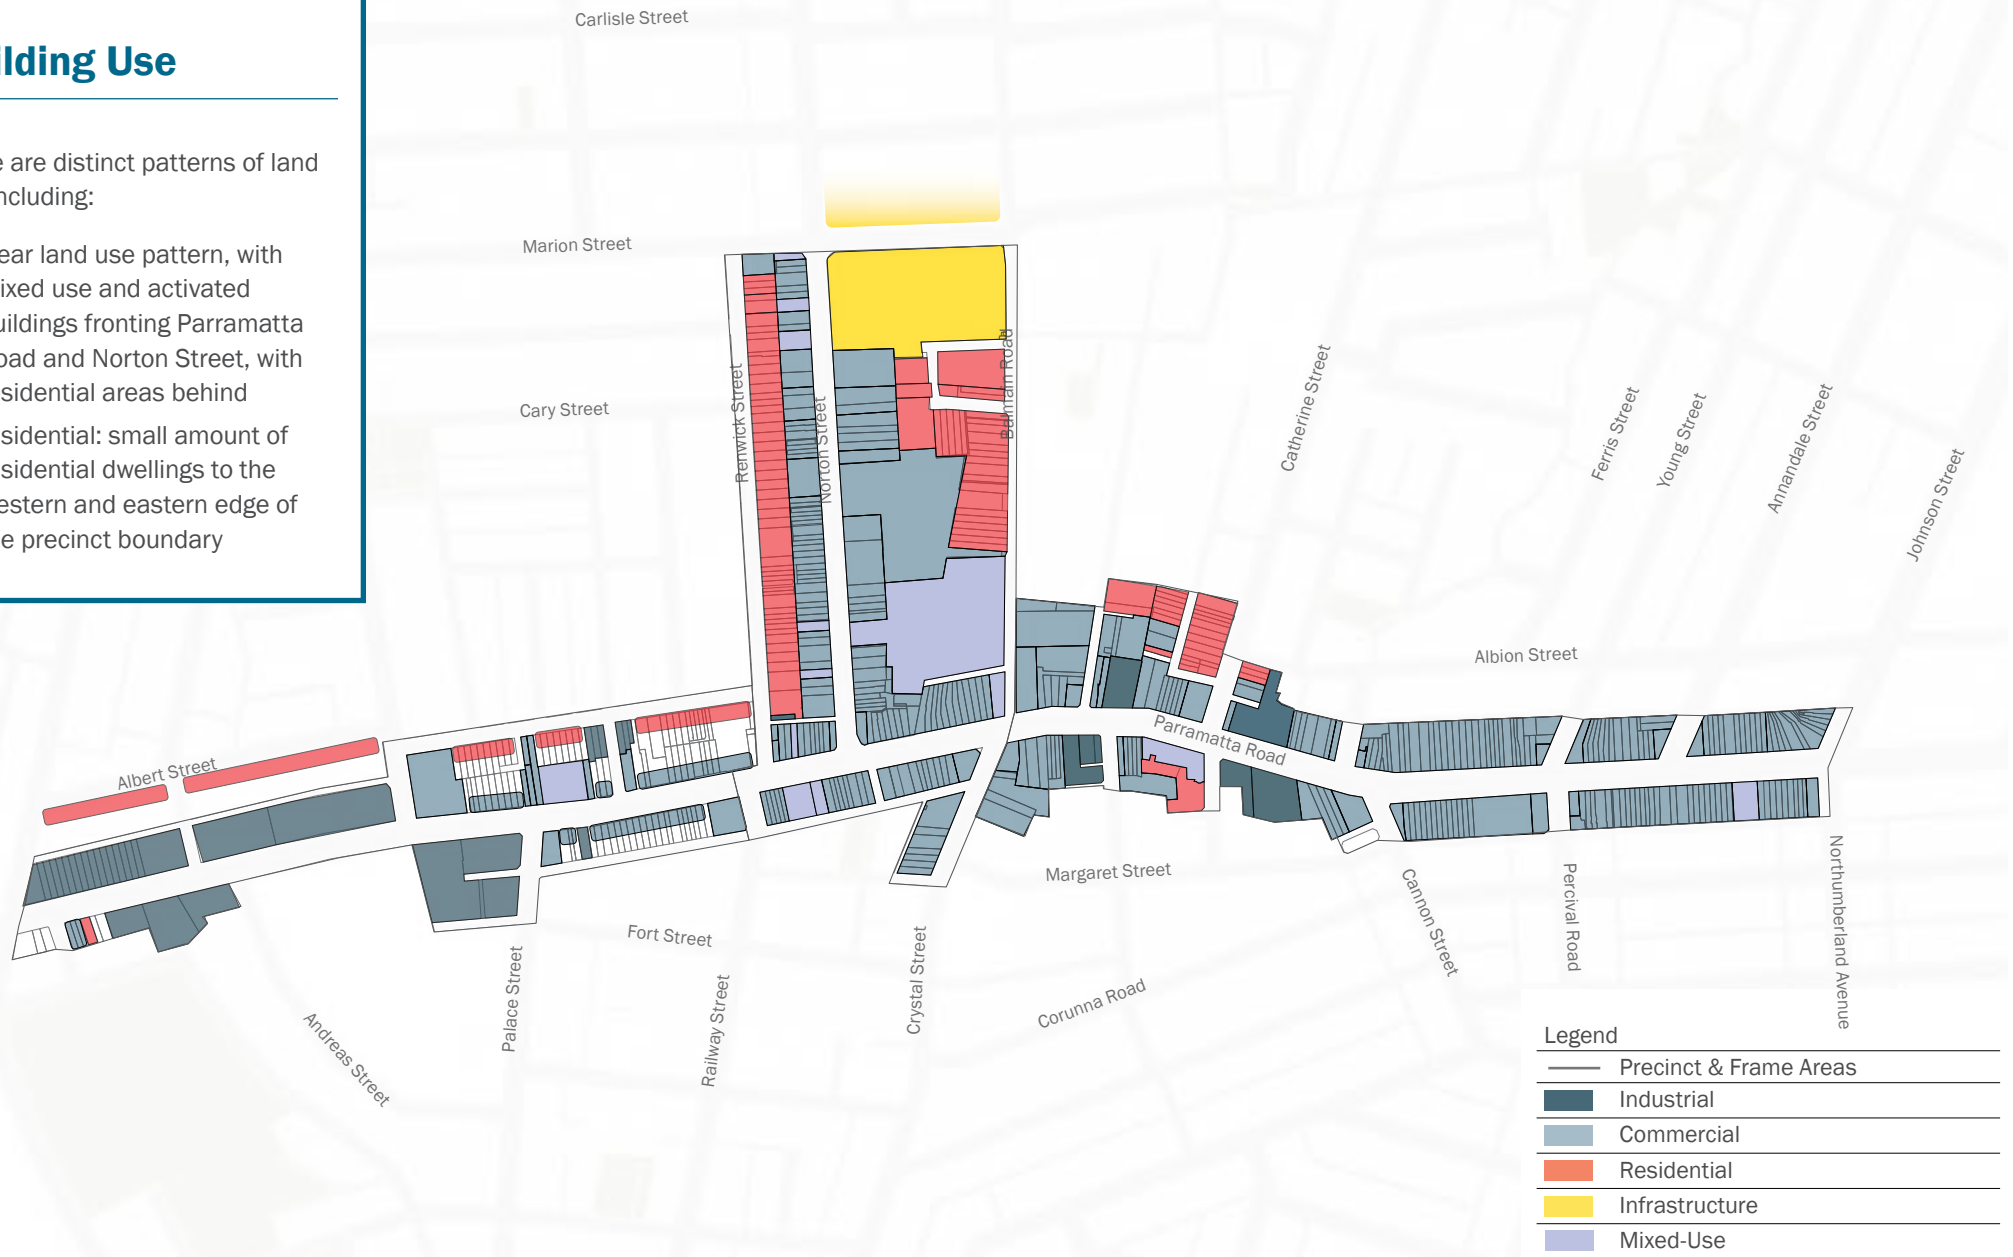 Carlisle Street
ilding Use
e are distinct patterns of land
ncluding:
ear land use pattern, with
ixed use and activated
uildings fronting Parramatta
oad and Norton Street, with
sidential areas behind
sidential: small amount of
sidential dwellings to the
estern and eastern edge of
e precinct boundary
Marion Street
Cary Street
Renwick Street
Norton Street
Balmain Road
Catherine Street
Ferris Street
Young Street
Annandale Street
Johnson Street
Albion Street
Parramatta Road
Albert Street
Margaret Street
Fort Street
Palace Street
Railway Street
Crystal Street
Corunna Road
Andreas Street
Cannon Street
Percival Road
Northumberland Avenue
Legend
Precinct & Frame Areas
Industrial
Commercial
Residential
Infrastructure
Mixed-Use